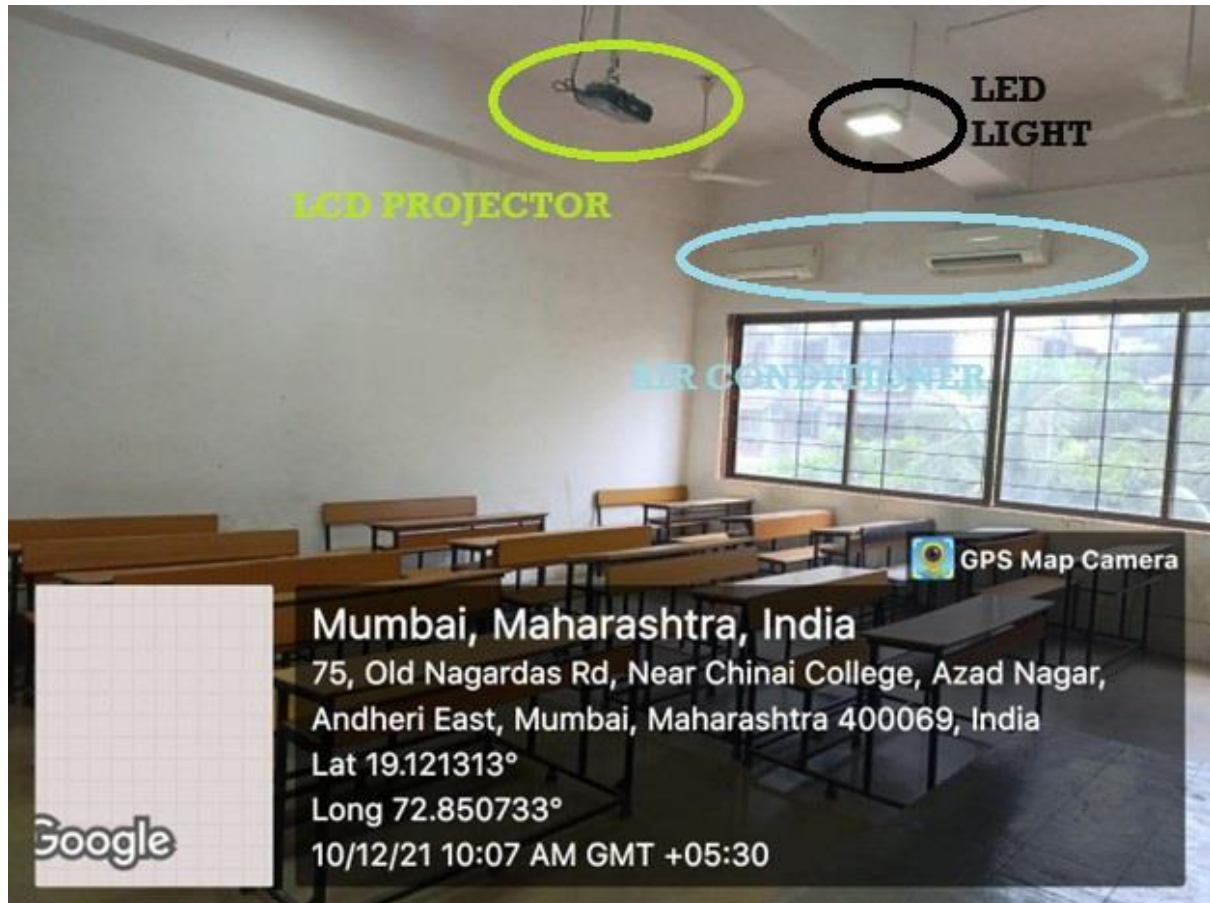 LED
LIGHT
LCD PROJECTOR
AIR CONDITIONER
GPS Map Camera
Mumbai, Maharashtra, India
75, Old Nagardas Rd, Near Chinai College, Azad Nagar,
Andheri East, Mumbai, Maharashtra 400069, India
Lat 19.121313°
Long 72.850733°
10/12/21 10:07 AM GMT +05:30
Google